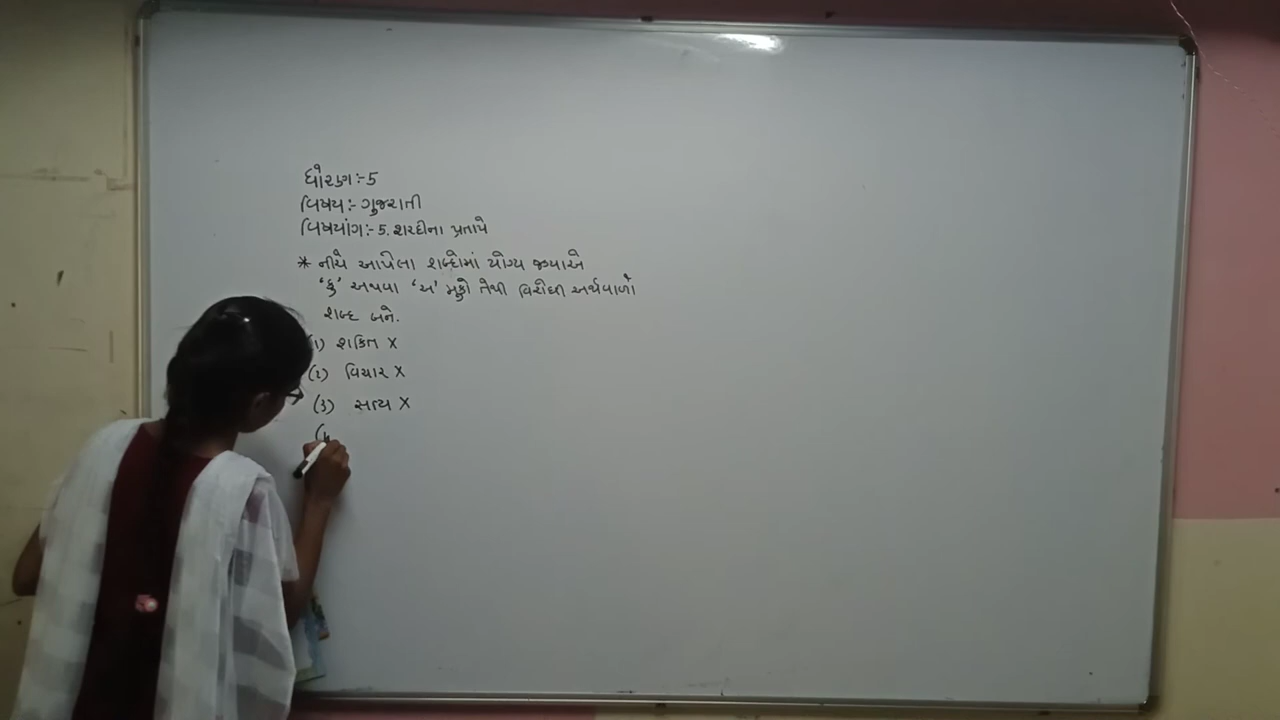 ધોરણ:-5
વિષય:- ગુજરાતી
વિષયાંગ:-5. શરદીના પ્રતાપે
* નીચે આપેલા શબ્દોમાં યોગ્ય જગ્યાએ
'કુ' અથવા 'અ' મૂકો તેથી વિરોધી અર્થવાળો
શબ્દ બને.
(1) શકિત X
(2) વિચાર X
(3) સત્ય X